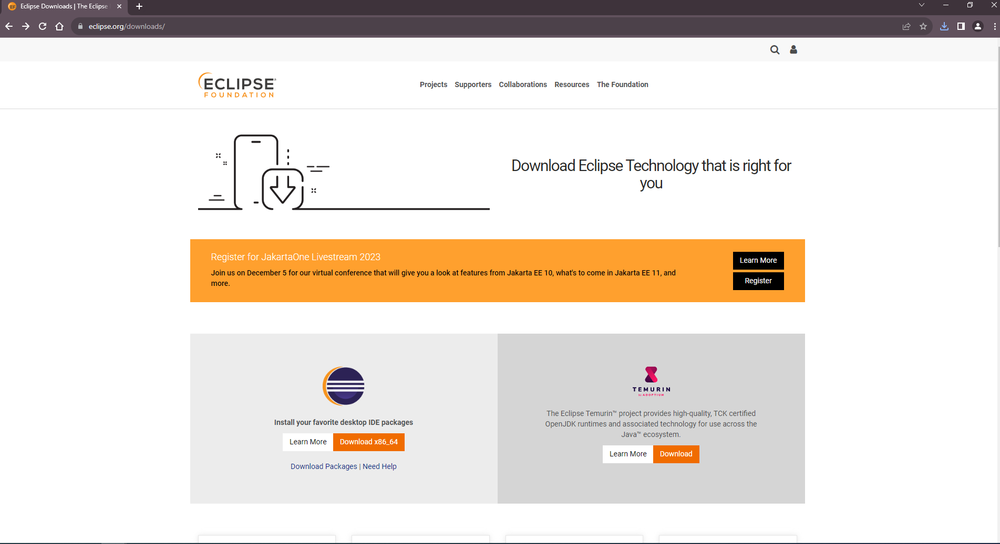 Eclipse Downloads | The Eclipse
eclipse.org/downloads/
ECLIPSE
FOUNDATION
Projects Supporters Collaborations Resources The Foundation
Download Eclipse Technology that is right for
you
Register for JakartaOne Livestream 2023
Join us on December 5 for our virtual conference that will give you a look at features from Jakarta EE 10, what's to come in Jakarta EE 11, and
more.
Learn More
Register
Install your favorite desktop IDE packages
Learn More Download x86_64
Download Packages | Need Help
TEMURIN
by ADOPTIUM
The Eclipse Temurin™ project provides high-quality, TCK certified
OpenJDK runtimes and associated technology for use across the
Java™ ecosystem.
Learn More Download